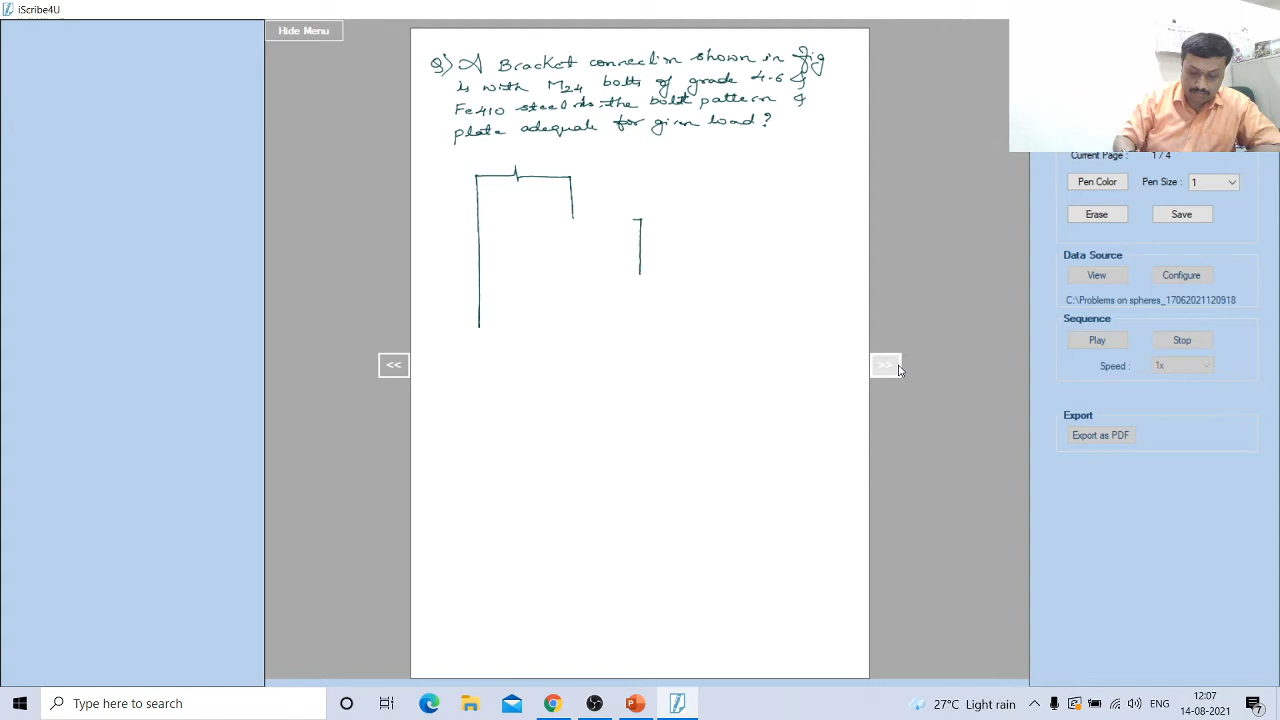 iScribe4U
Hide Menu
Q) A Bracket connection shown in fig
is with M24 bolts of grade 4.6 &
Fe410 steel is the bolt pattern &
plate adequate for given load?
Current Page : 1 / 4
Pen Color Pen Size : 1
Erase Save
Data Source
View Configure
C:\Problems on spheres_17062021120918
Sequence
Play Stop
Speed : 1x
<< >>
Export
Export as PDF
Type here to search
27°C Light rain ENG 12:07
14-08-2021 7